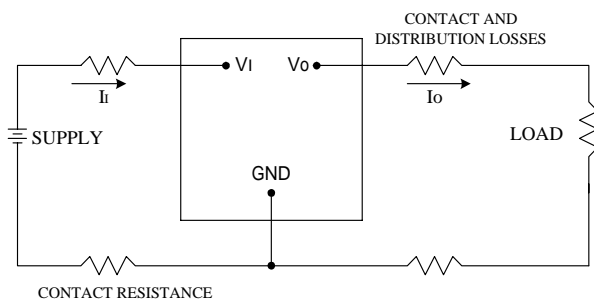 CONTACT AND
DISTRIBUTION LOSSES
VI
VO
II
IO
SUPPLY
LOAD
GND
CONTACT RESISTANCE